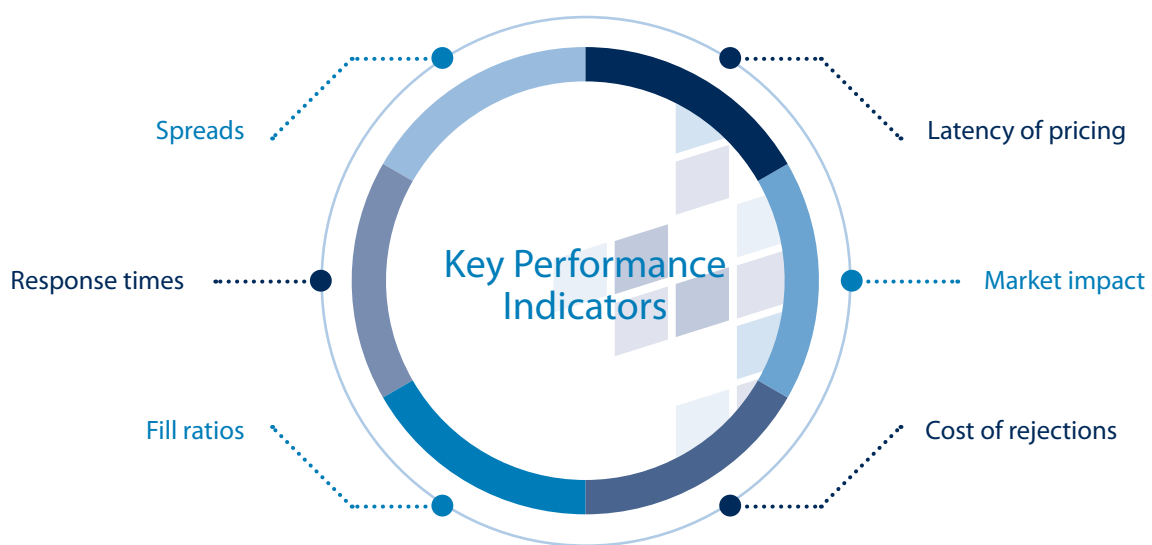 Spreads
Latency of pricing
Response times
Key Performance
Indicators
Market impact
Fill ratios
Cost of rejections